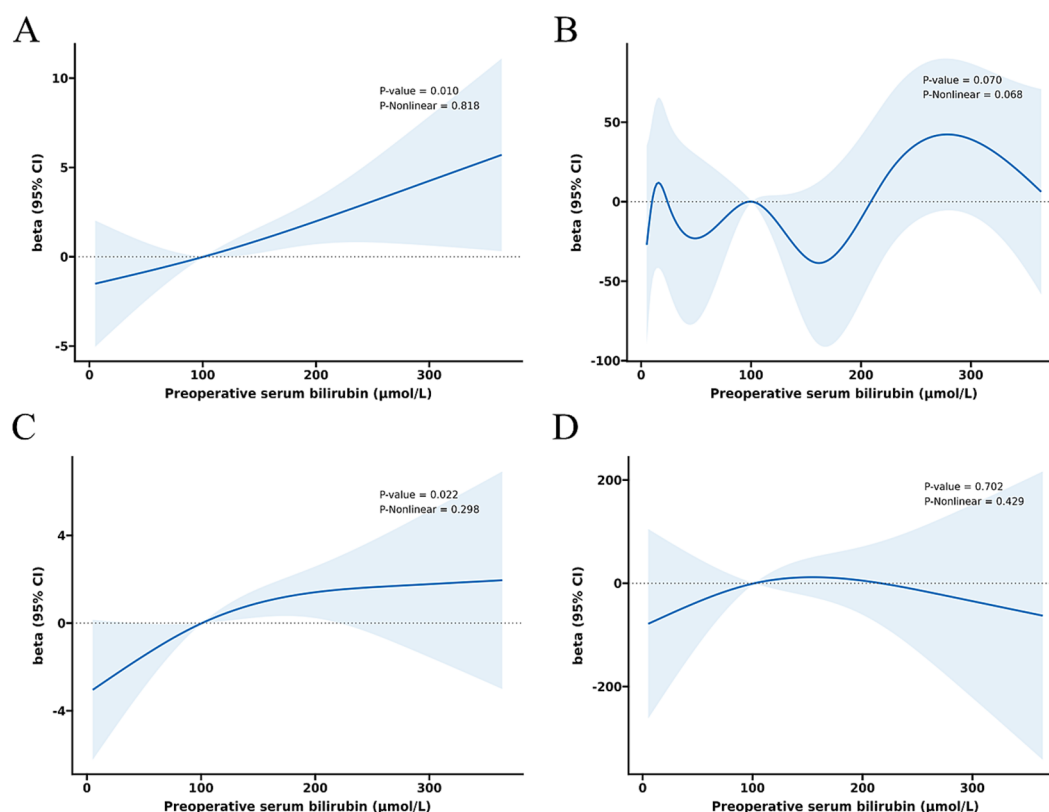 A
10
5
0
-5
beta (95% CI)
P-value = 0.010
P-Nonlinear = 0.818
0
100
200
300
Preoperative serum bilirubin (μmol/L)
B
50
0
-50
-100
beta (95% CI)
P-value = 0.070
P-Nonlinear = 0.068
0
100
200
300
Preoperative serum bilirubin (μmol/L)
C
4
0
-4
beta (95% CI)
P-value = 0.022
P-Nonlinear = 0.298
0
100
200
300
Preoperative serum bilirubin (μmol/L)
D
200
0
-200
beta (95% CI)
P-value = 0.702
P-Nonlinear = 0.429
0
100
200
300
Preoperative serum bilirubin (μmol/L)